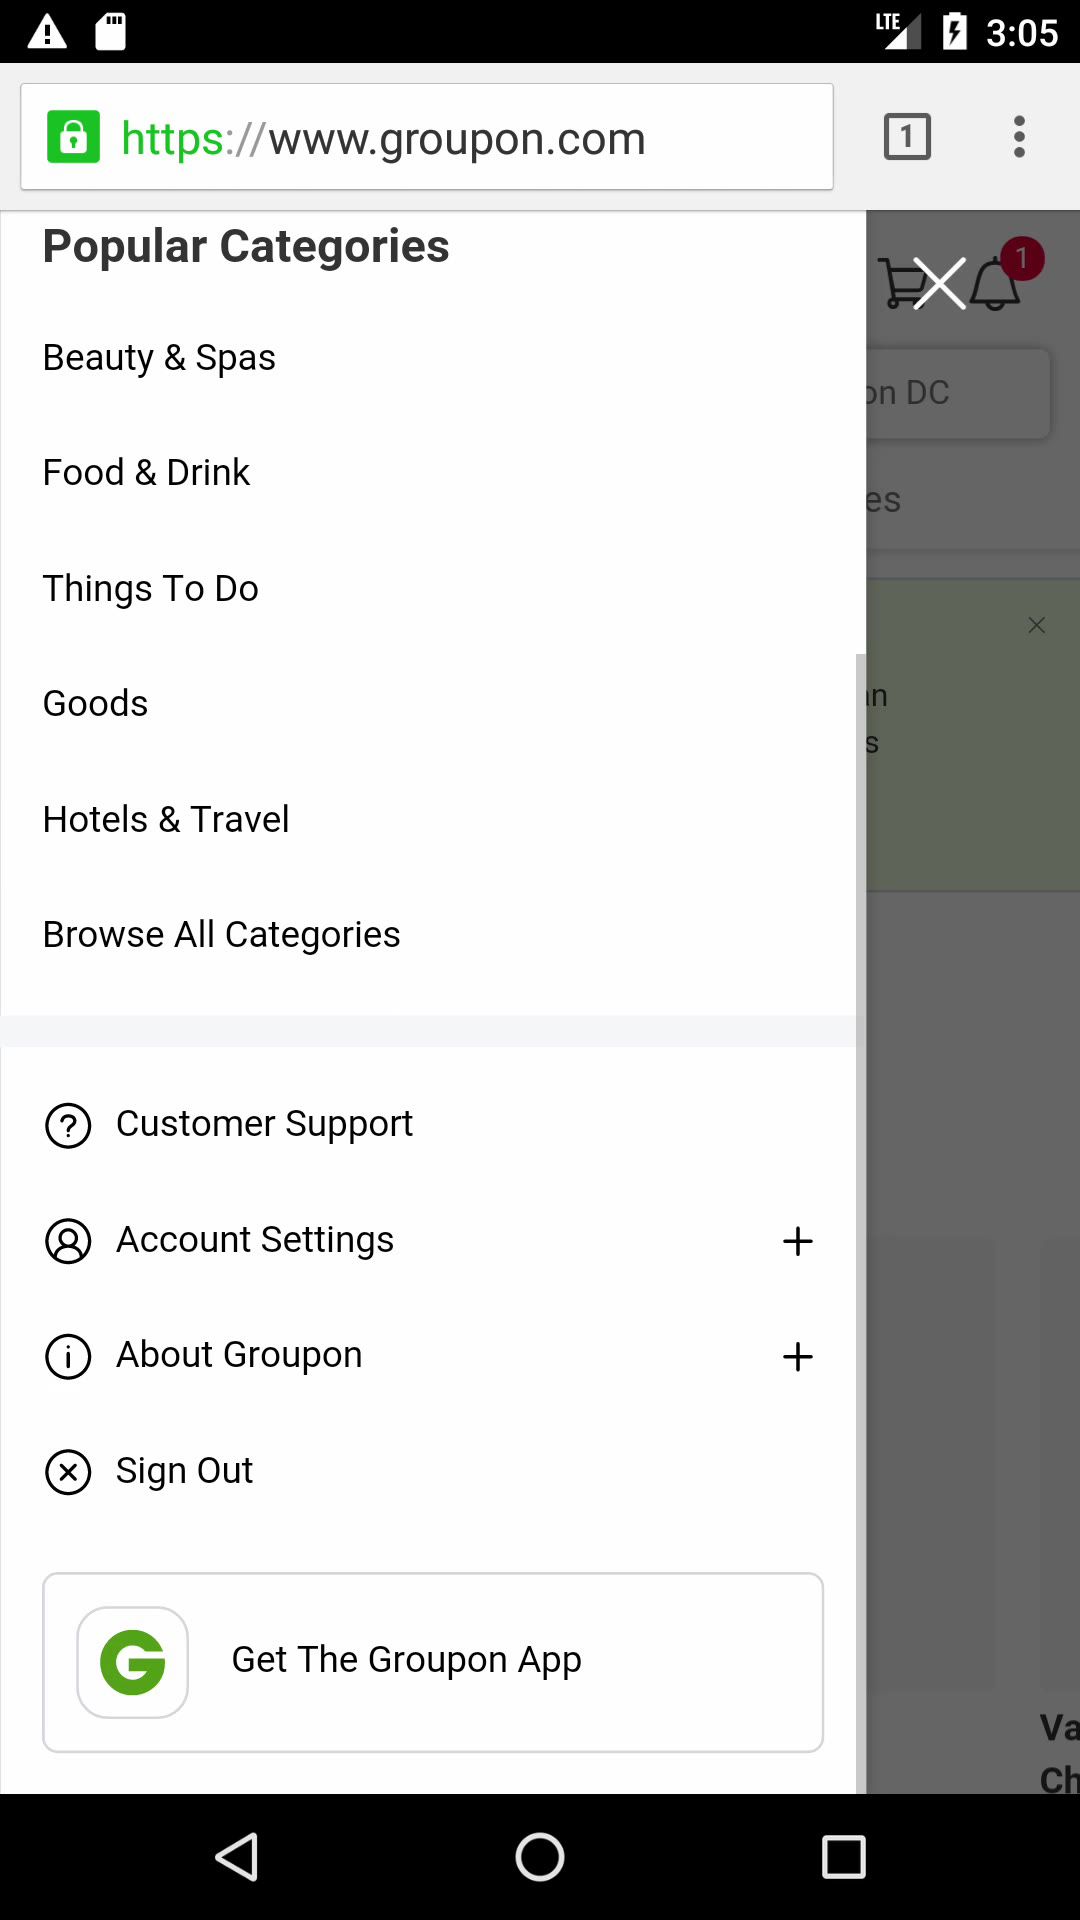 LTE 3:05
https://www.groupon.com 1
Popular Categories
1
Beauty & Spas
on DC
Food & Drink
es
Things To Do
an
Goods
s
Hotels & Travel
Browse All Categories
Customer Support
Account Settings
About Groupon
Sign Out
G Get The Groupon App
Va
Ch